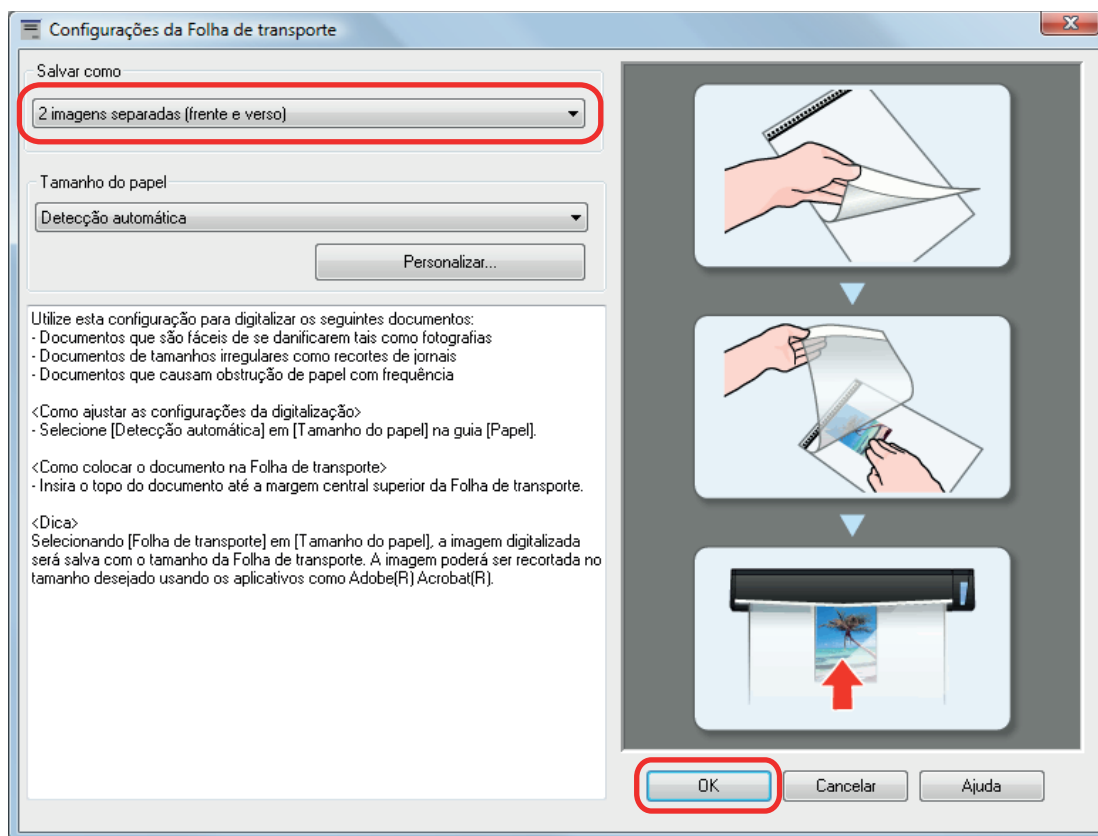 Configurações da Folha de transporte
Salvar como
2 imagens separadas (frente e verso)
Tamanho do papel
Detecção automática
Personalizar...
Utilize esta configuração para digitalizar os seguintes documentos:
- Documentos que são fáceis de se danificarem tais como fotografias
- Documentos de tamanhos irregulares como recortes de jornais
- Documentos que causam obstrução de papel com frequência
<Como ajustar as configurações da digitalização>
- Selecione [Detecção automática] em [Tamanho do papel] na guia [Papel].
<Como colocar o documento na Folha de transporte>
- Insira o topo do documento até a margem central superior da Folha de transporte.
<Dica>
Selecionando [Folha de transporte] em [Tamanho do papel], a imagem digitalizada
será salva com o tamanho da Folha de transporte. A imagem poderá ser recortada no
tamanho desejado usando os aplicativos como Adobe(R) Acrobat(R).
OK
Cancelar
Ajuda